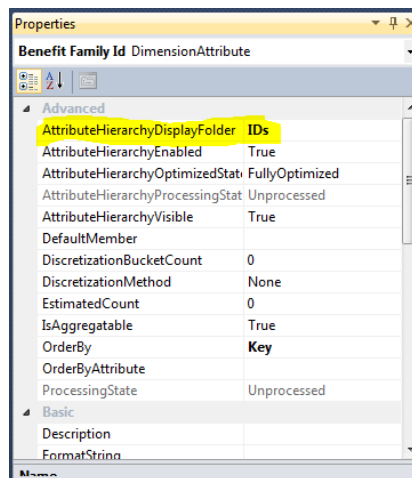 Properties
Benefit Family Id DimensionAttribute
Advanced
AttributeHierarchyDisplayFolder IDs
AttributeHierarchyEnabled True
AttributeHierarchyOptimizedStat FullyOptimized
AttributeHierarchyProcessingStat Unprocessed
AttributeHierarchyVisible True
DefaultMember
DiscretizationBucketCount 0
DiscretizationMethod None
EstimatedCount 0
IsAggregatable True
OrderBy Key
OrderByAttribute
ProcessingState Unprocessed
Basic
Description
FormatString
Name